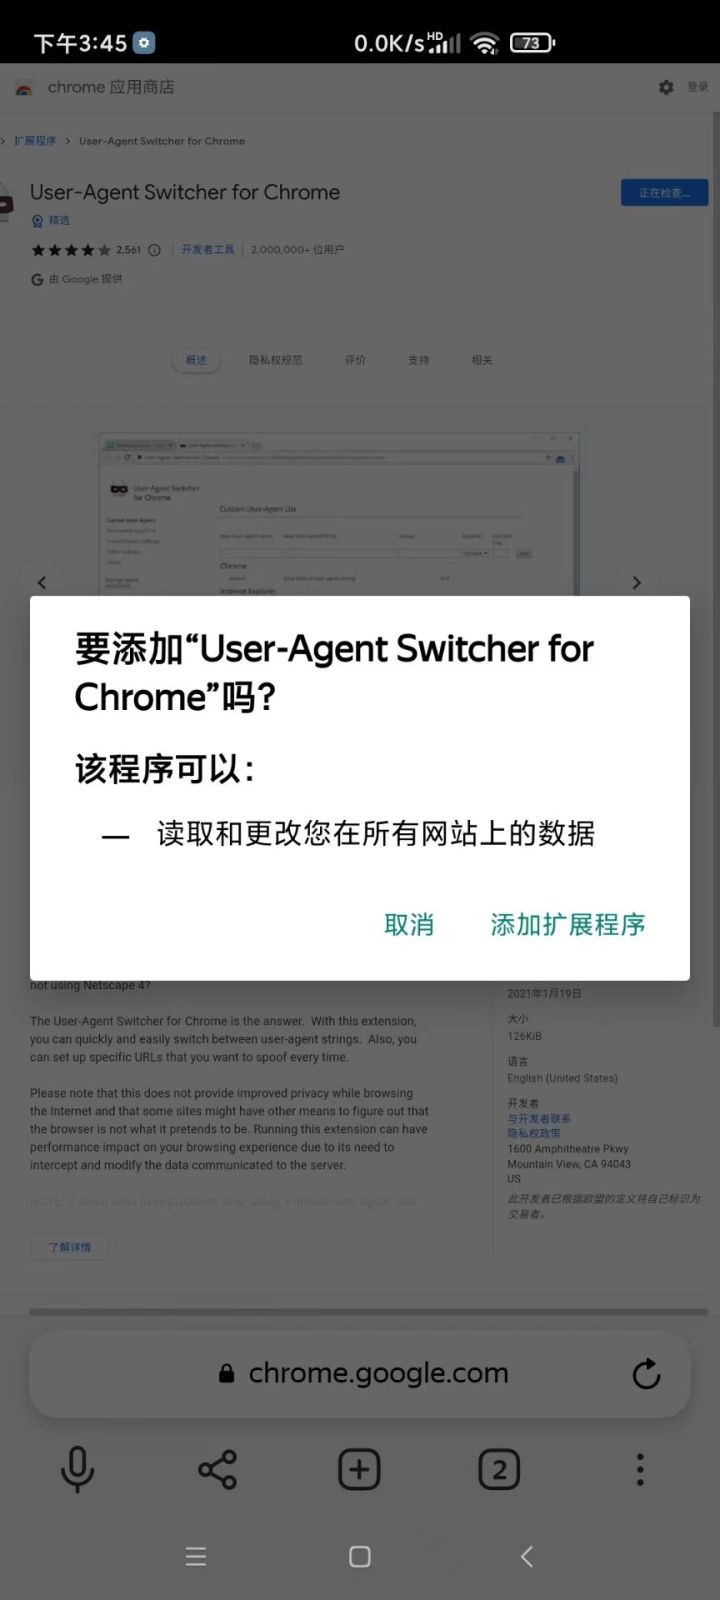 下午3:45
0.0K/s HD 73
chrome 应用商店
登录
扩展程序 > User-Agent Switcher for Chrome
User-Agent Switcher for Chrome
正在检查...
精选
2,561 开发者工具 2,000,000+ 位用户
由 Google 提供
概述 隐私权规范 评价 支持 相关
User-Agent Switcher
for Chrome
Custom User-Agent List
Chrome
Internet Explorer
要添加“User-Agent Switcher for
Chrome”吗?
该程序可以:
— 读取和更改您在所有网站上的数据
取消 添加扩展程序
not using Netscape 4?
2021年1月19日
The User-Agent Switcher for Chrome is the answer. With this extension,
you can quickly and easily switch between user-agent strings. Also, you
can set up specific URLs that you want to spoof every time.
大小
126KiB
语言
English (United States)
Please note that this does not provide improved privacy while browsing
the Internet and that some sites might have other means to figure out that
the browser is not what it pretends to be. Running this extension can have
performance impact on your browsing experience due to its need to
intercept and modify the data communicated to the server.
开发者
与开发者联系
隐私权政策
1600 Amphitheatre Pkwy
Mountain View, CA 94043
US
此开发者已根据欧盟的定义将自己标识为
交易者。
NOTE: If some sites have problems after using a mobile user-agent, and
了解详情
chrome.google.com
2